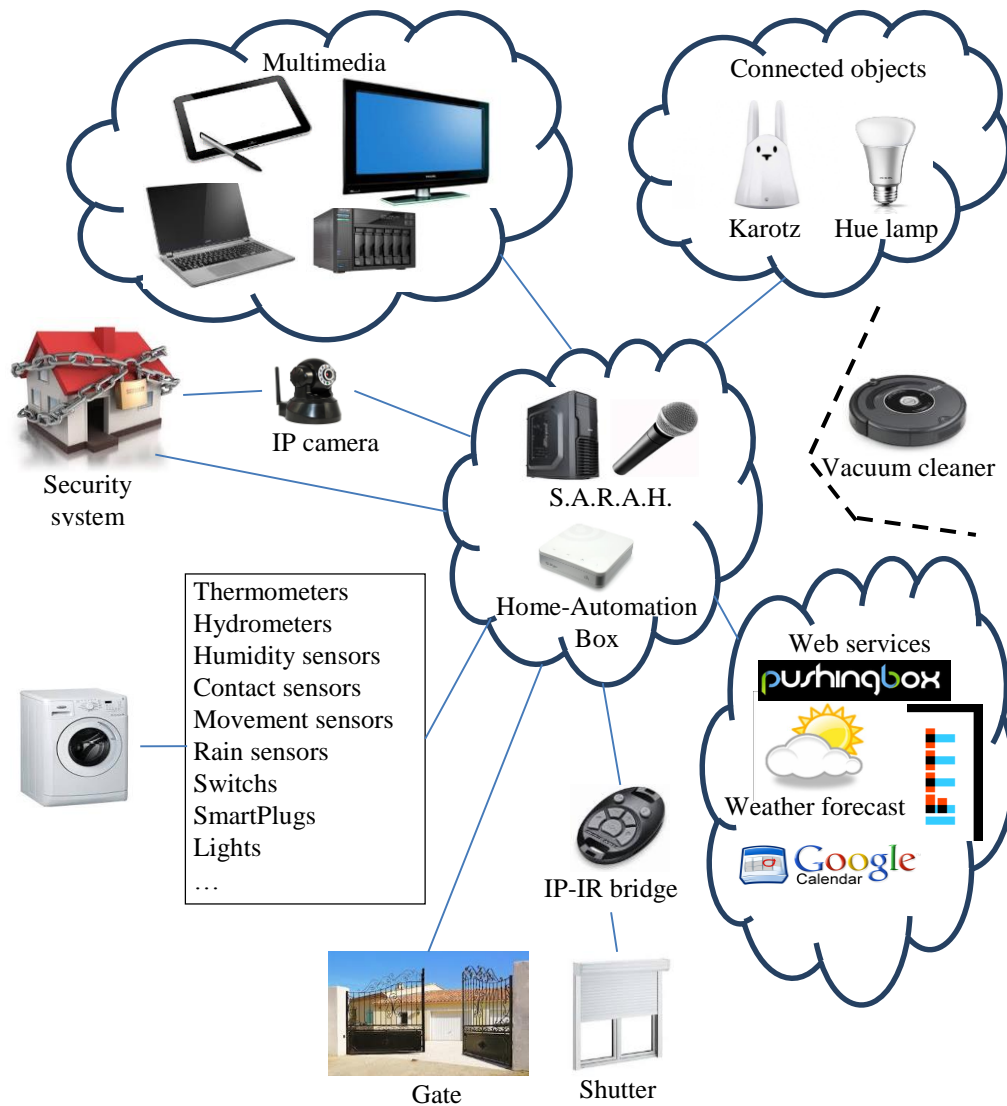 Multimedia
Connected objects
Karotz
Hue lamp
IP camera
Security
system
S.A.R.A.H.
Home-Automation
Box
Vacuum cleaner
Thermometers
Hydrometers
Humidity sensors
Contact sensors
Movement sensors
Rain sensors
Switchs
SmartPlugs
Lights
…
Web services
pushingbox
Weather forecast
Google
Calendar
IP-IR bridge
Gate
Shutter